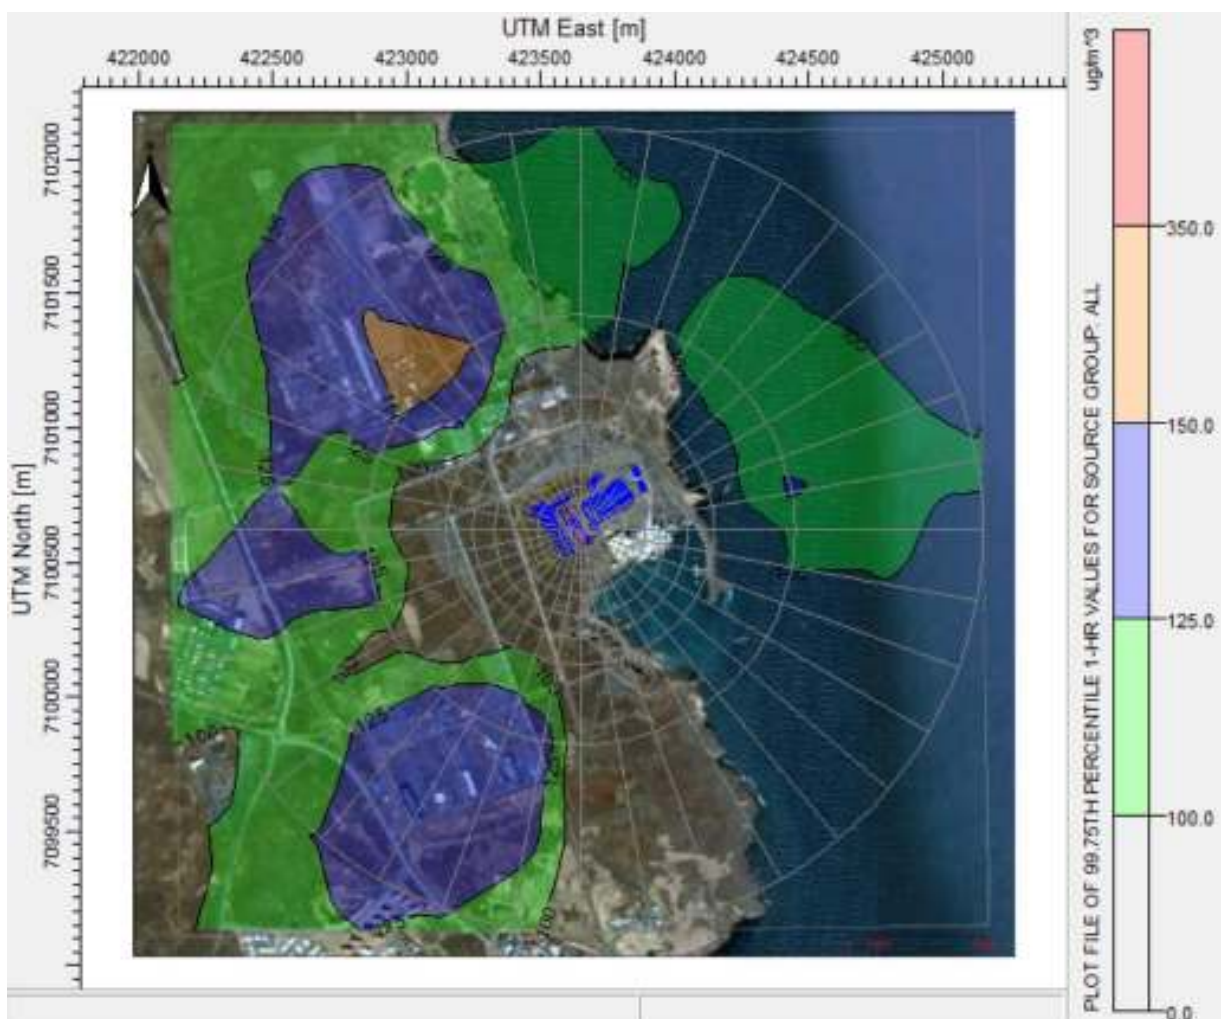 UTM East [m]
422000 422500 423000 423500 424000 424500 425000
UTM North [m]
7102000
7101500
7101000
7100500
7100000
7099500
ug/m^3
PLOT FILE OF 99.75TH PERCENTILE 1-HR VALUES FOR SOURCE GROUP: ALL
350.0
150.0
125.0
100.0
0.0